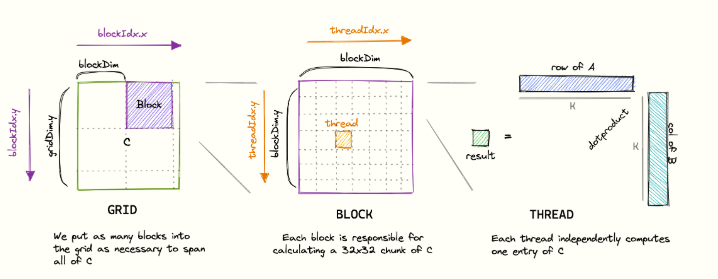 blockIdx.x
blockDim
blockIdx.y
gridDim.y
Block
C
GRID
We put as many blocks into
the grid as necessary to span
all of C
threadIdx.x
blockDim
threadIdx.y
blockDim.y
thread
BLOCK
Each block is responsible for
calculating a 32x32 chunk of C
row of A
K
dotproduct
K
col of B
result
=
THREAD
Each thread independently computes
one entry of C